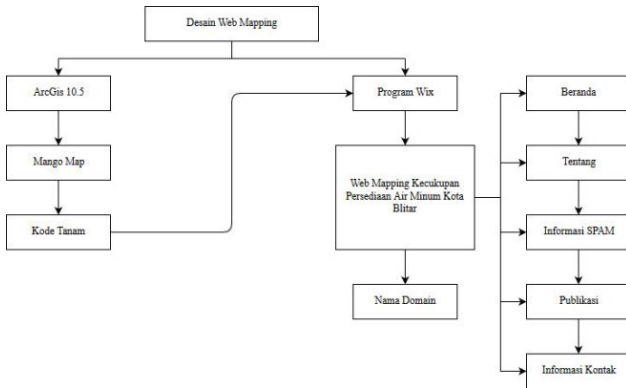 Desain Web Mapping
ArcGis 10.5
Program Wix
Beranda
Mango Map
Web Mapping Kecukupan
Persediaan Air Minum Kota
Blitar
Tentang
Kode Tanam
Informasi SPAM
Nama Domain
Publikasi
Informasi Kontak